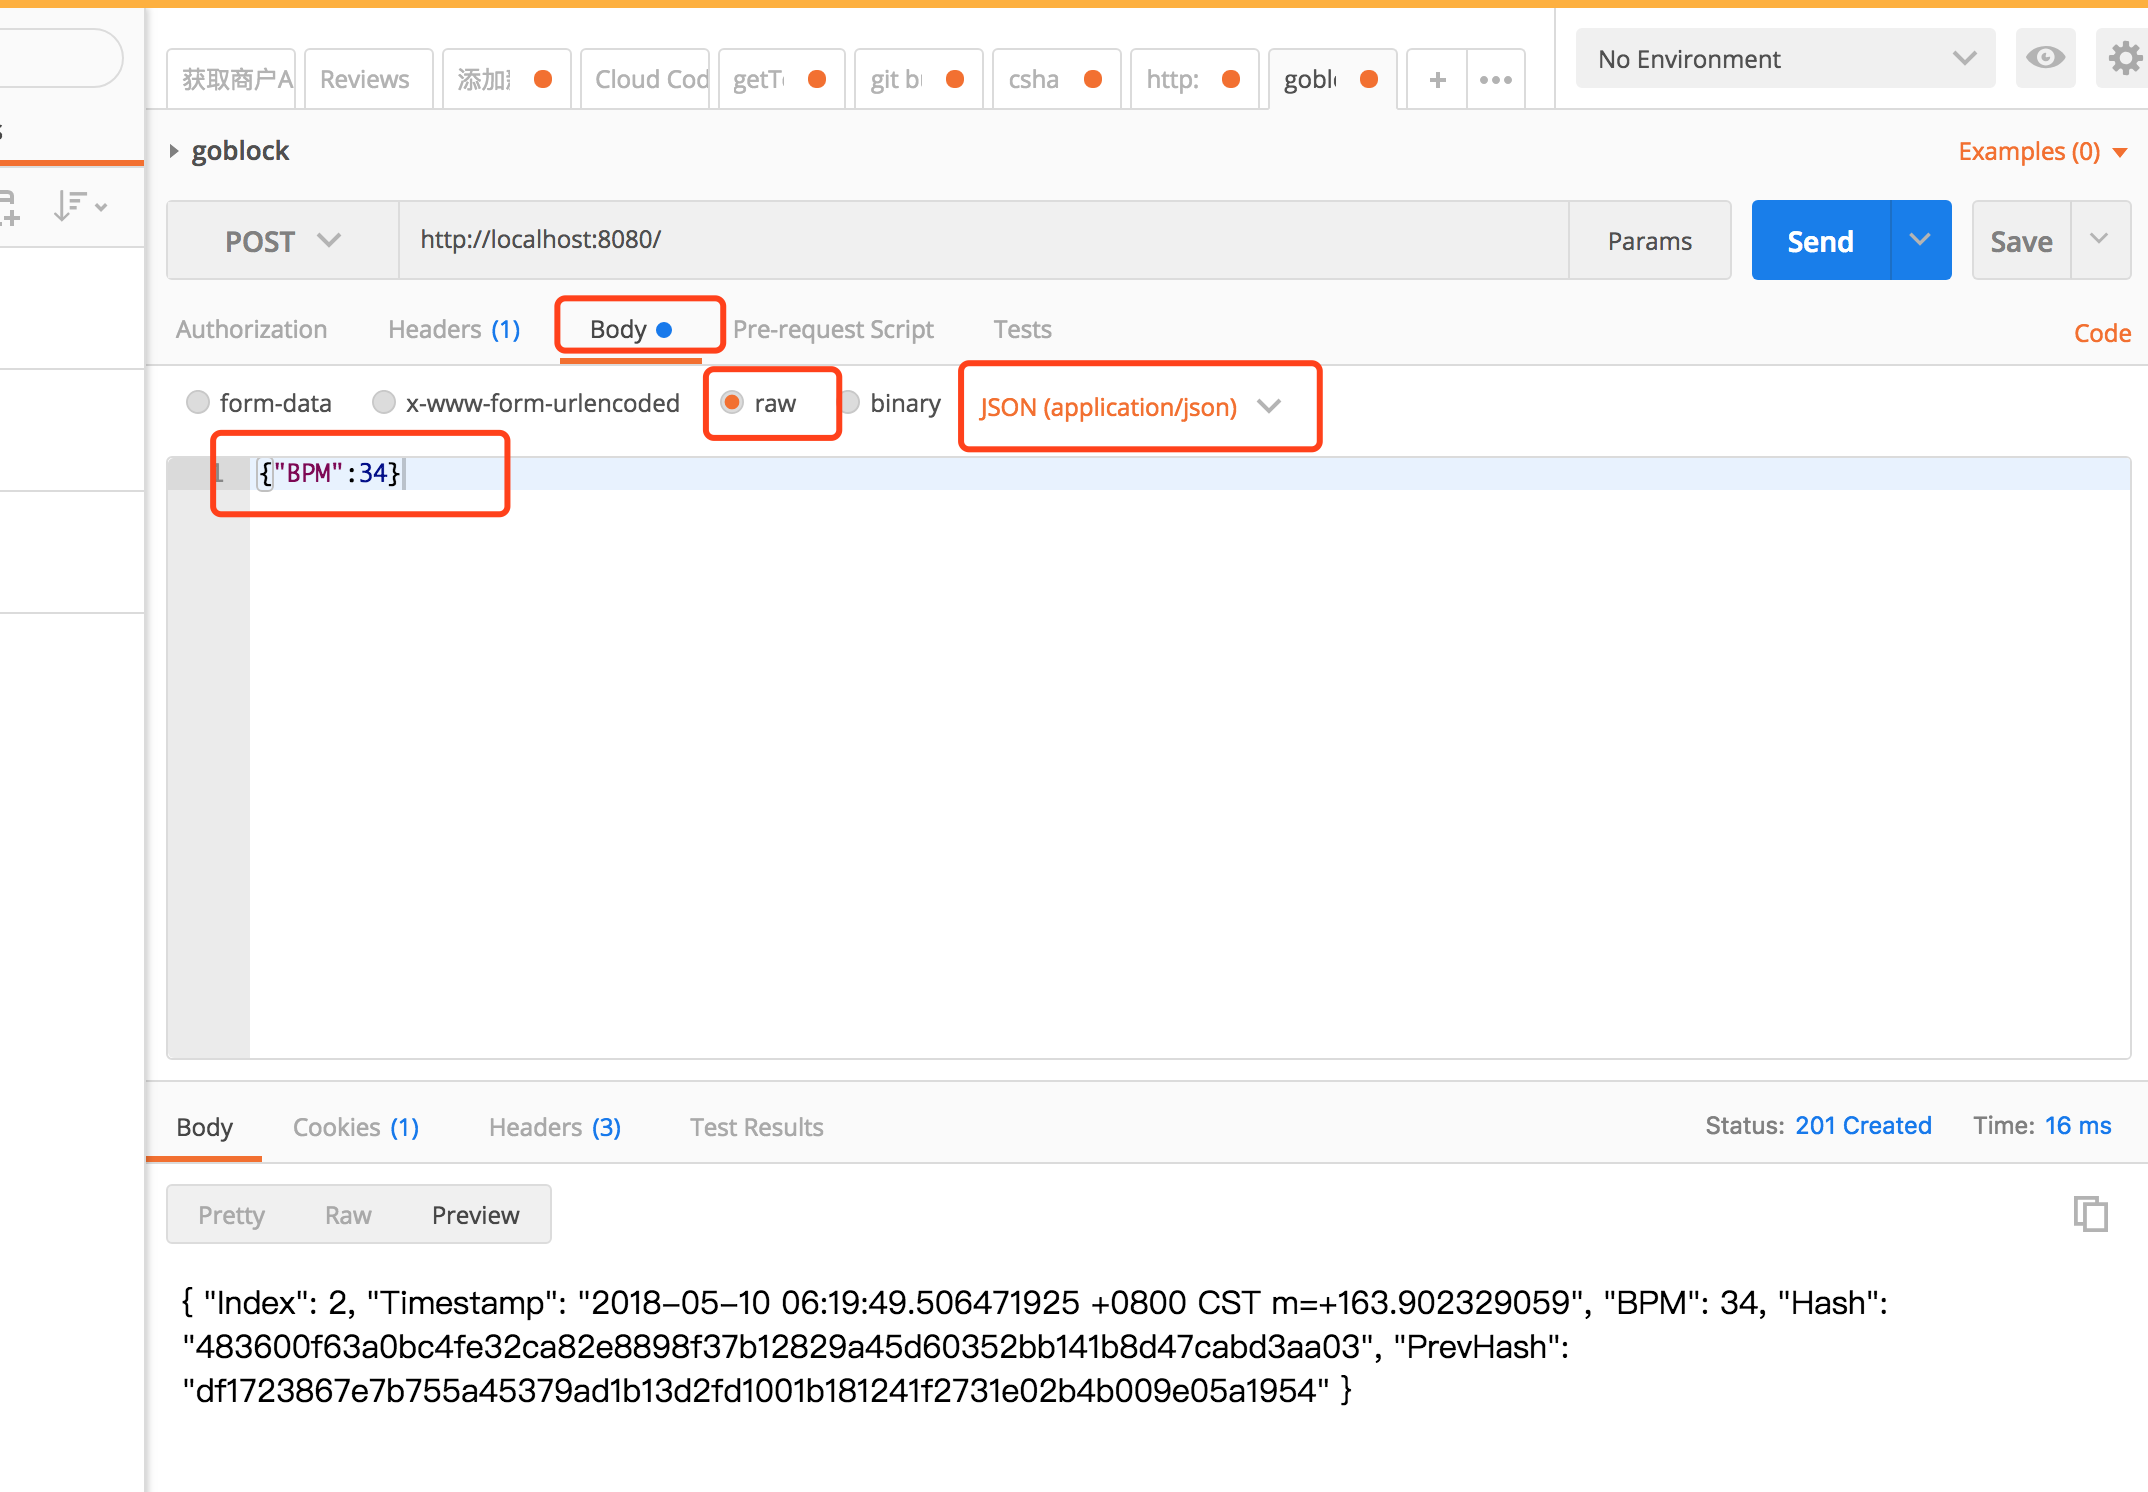 获取商户A
Reviews
添加
Cloud Cod
getT
git b
csha
http:
goblo
+
No Environment
s
goblock
Examples (0)
POST
http://localhost:8080/
Params
Send
Save
Authorization
Headers (1)
Body
Pre-request Script
Tests
Code
form-data
x-www-form-urlencoded
raw
binary
JSON (application/json)
1 {"BPM":34}
Body
Cookies (1)
Headers (3)
Test Results
Status: 201 Created
Time: 16 ms
Pretty
Raw
Preview
{ "Index": 2, "Timestamp": "2018-05-10 06:19:49.506471925 +0800 CST m=+163.902329059", "BPM": 34, "Hash":
"483600f63a0bc4fe32ca82e8898f37b12829a45d60352bb141b8d47cabd3aa03", "PrevHash":
"df1723867e7b755a45379ad1b13d2fd1001b181241f2731e02b4b009e05a1954" }